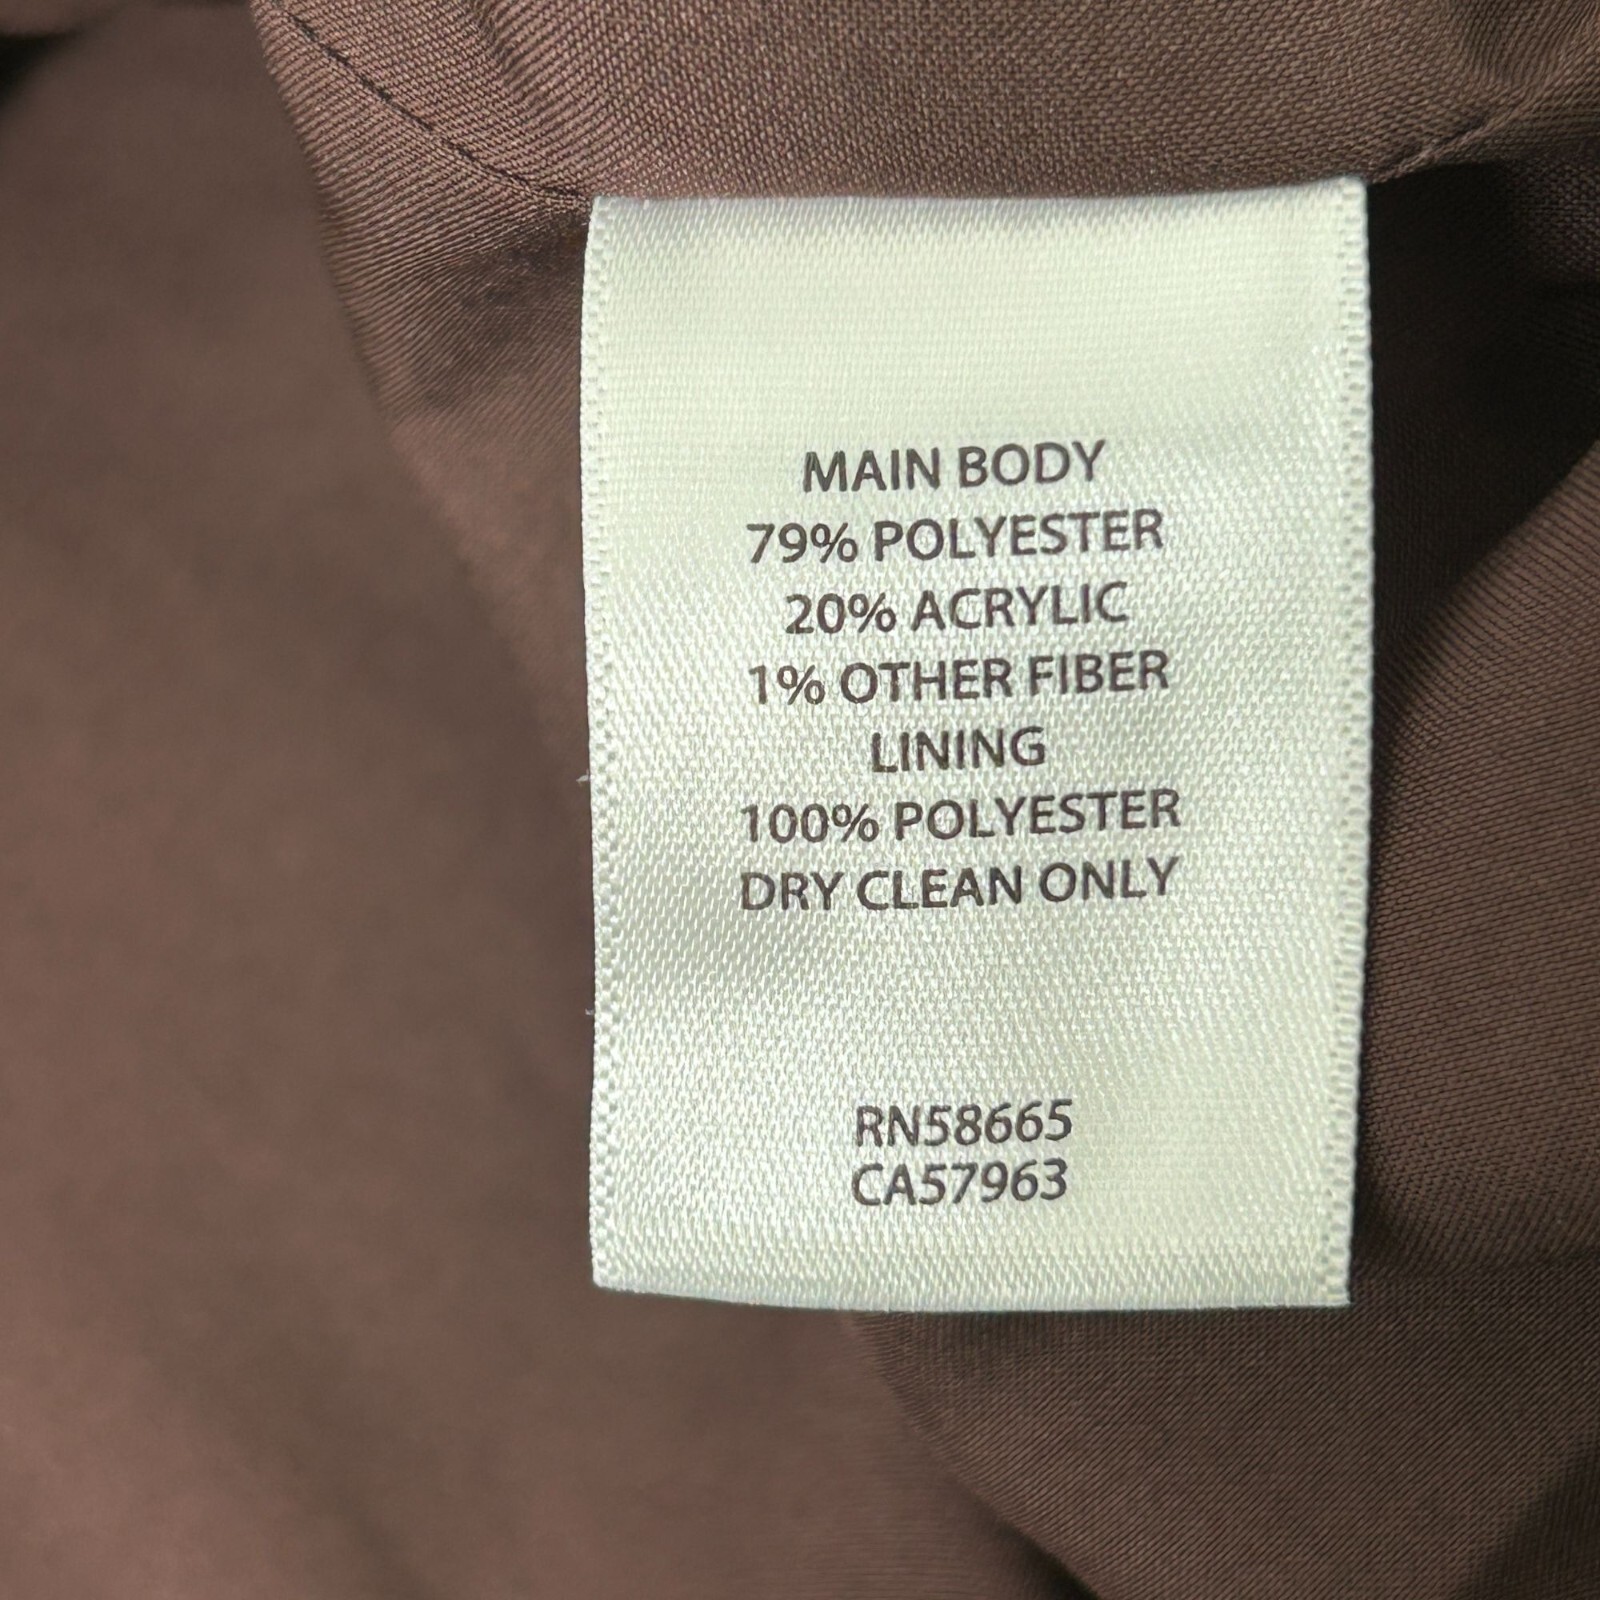 MAIN BODY
79% POLYESTER
20% ACRYLIC
1% OTHER FIBER
LINING
100% POLYESTER
DRY CLEAN ONLY
RN58665
CA57963